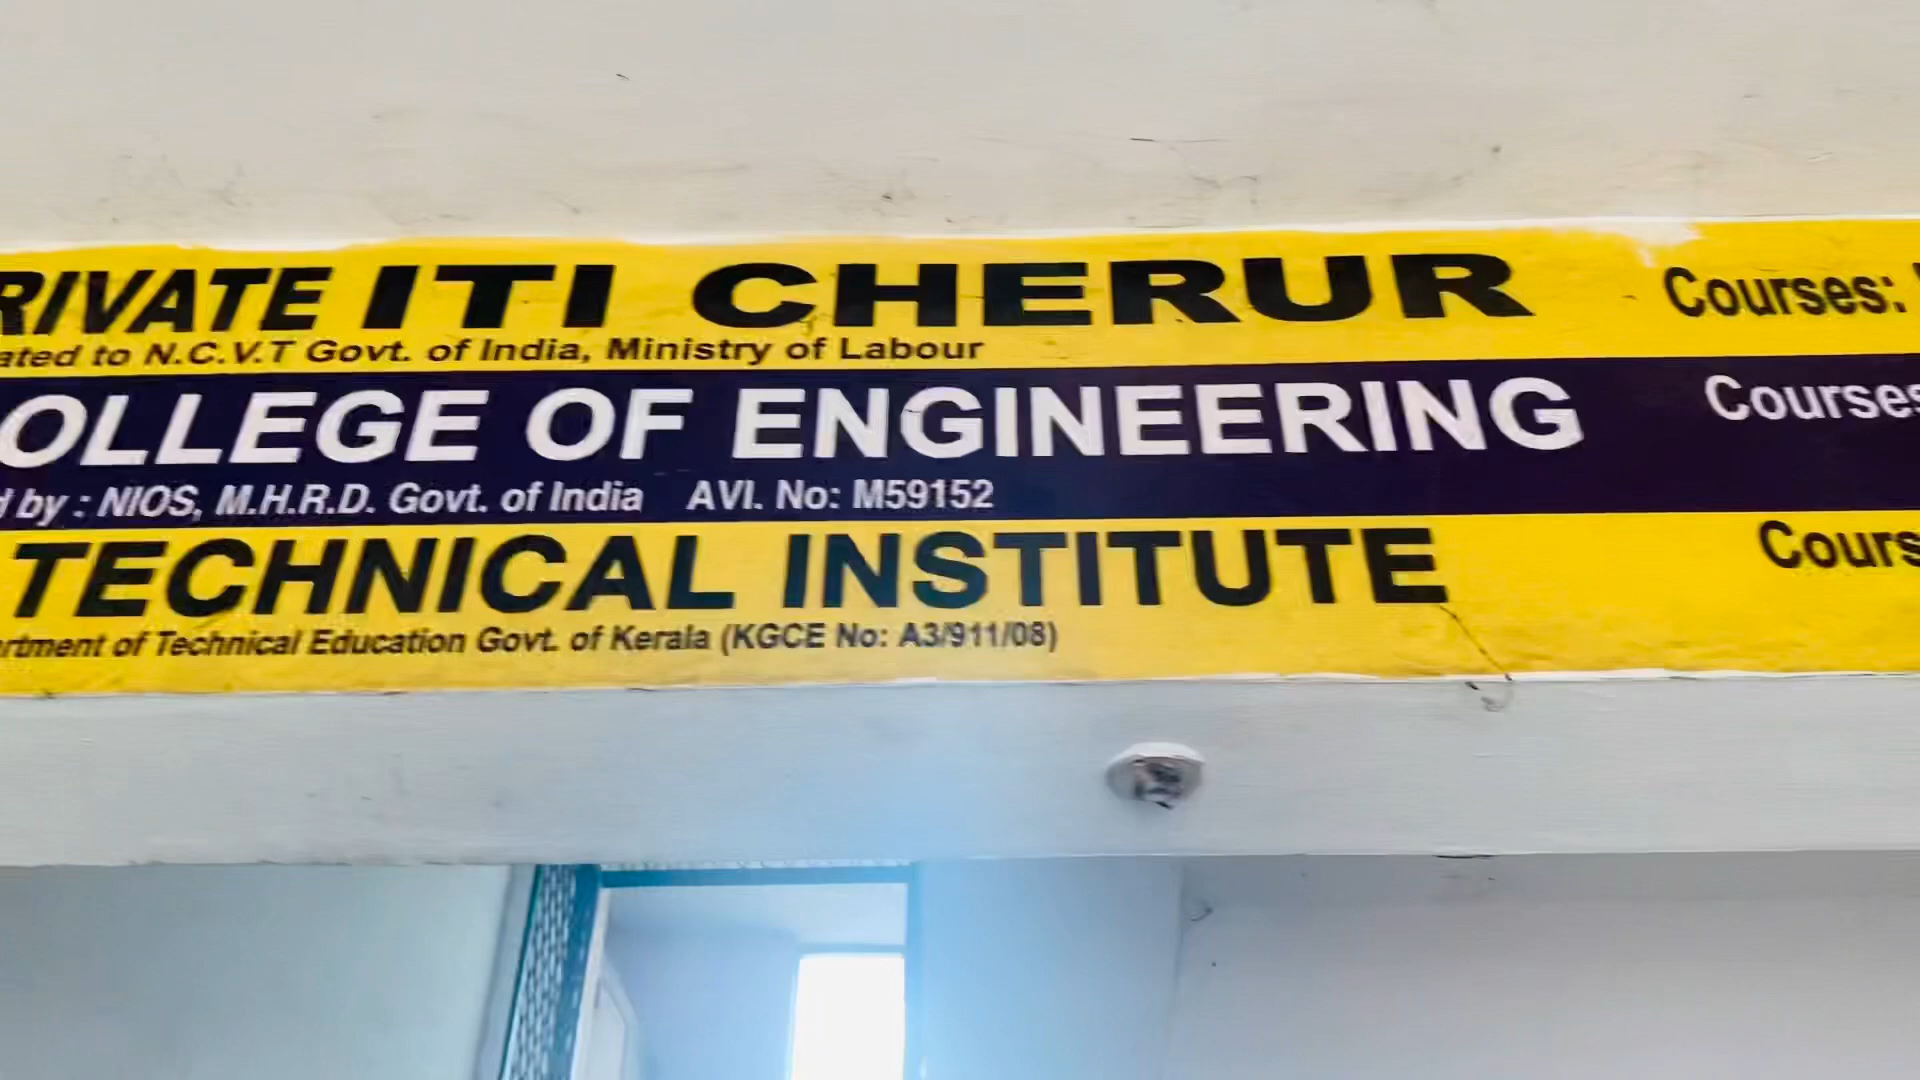 RIVATE ITI CHERUR Courses:
ated to N.C.V.T Govt. of India, Ministry of Labour
OLLEGE OF ENGINEERING Courses
d by : NIOS, M.H.R.D. Govt. of India AVI. No: M59152
TECHNICAL INSTITUTE Cours
rtment of Technical Education Govt. of Kerala (KGCE No: A3/911/08)